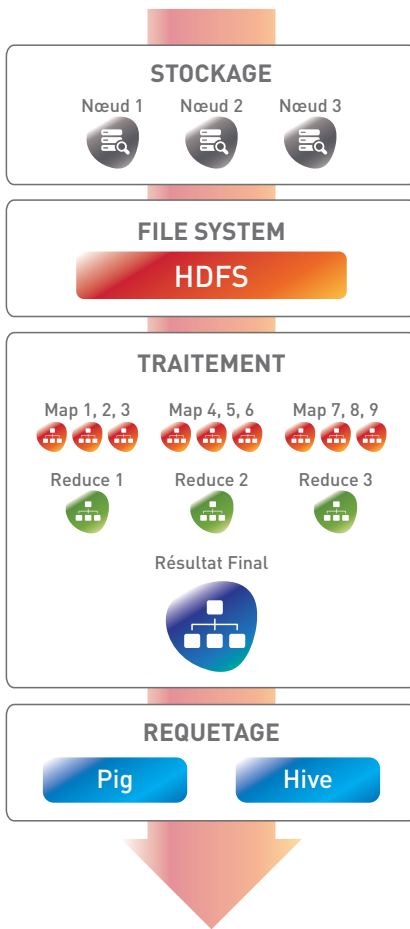 STOCKAGE
Nœud 1 Nœud 2 Nœud 3
FILE SYSTEM
HDFS
TRAITEMENT
Map 1, 2, 3 Map 4, 5, 6 Map 7, 8, 9
Reduce 1 Reduce 2 Reduce 3
Résultat Final
REQUETAGE
Pig Hive